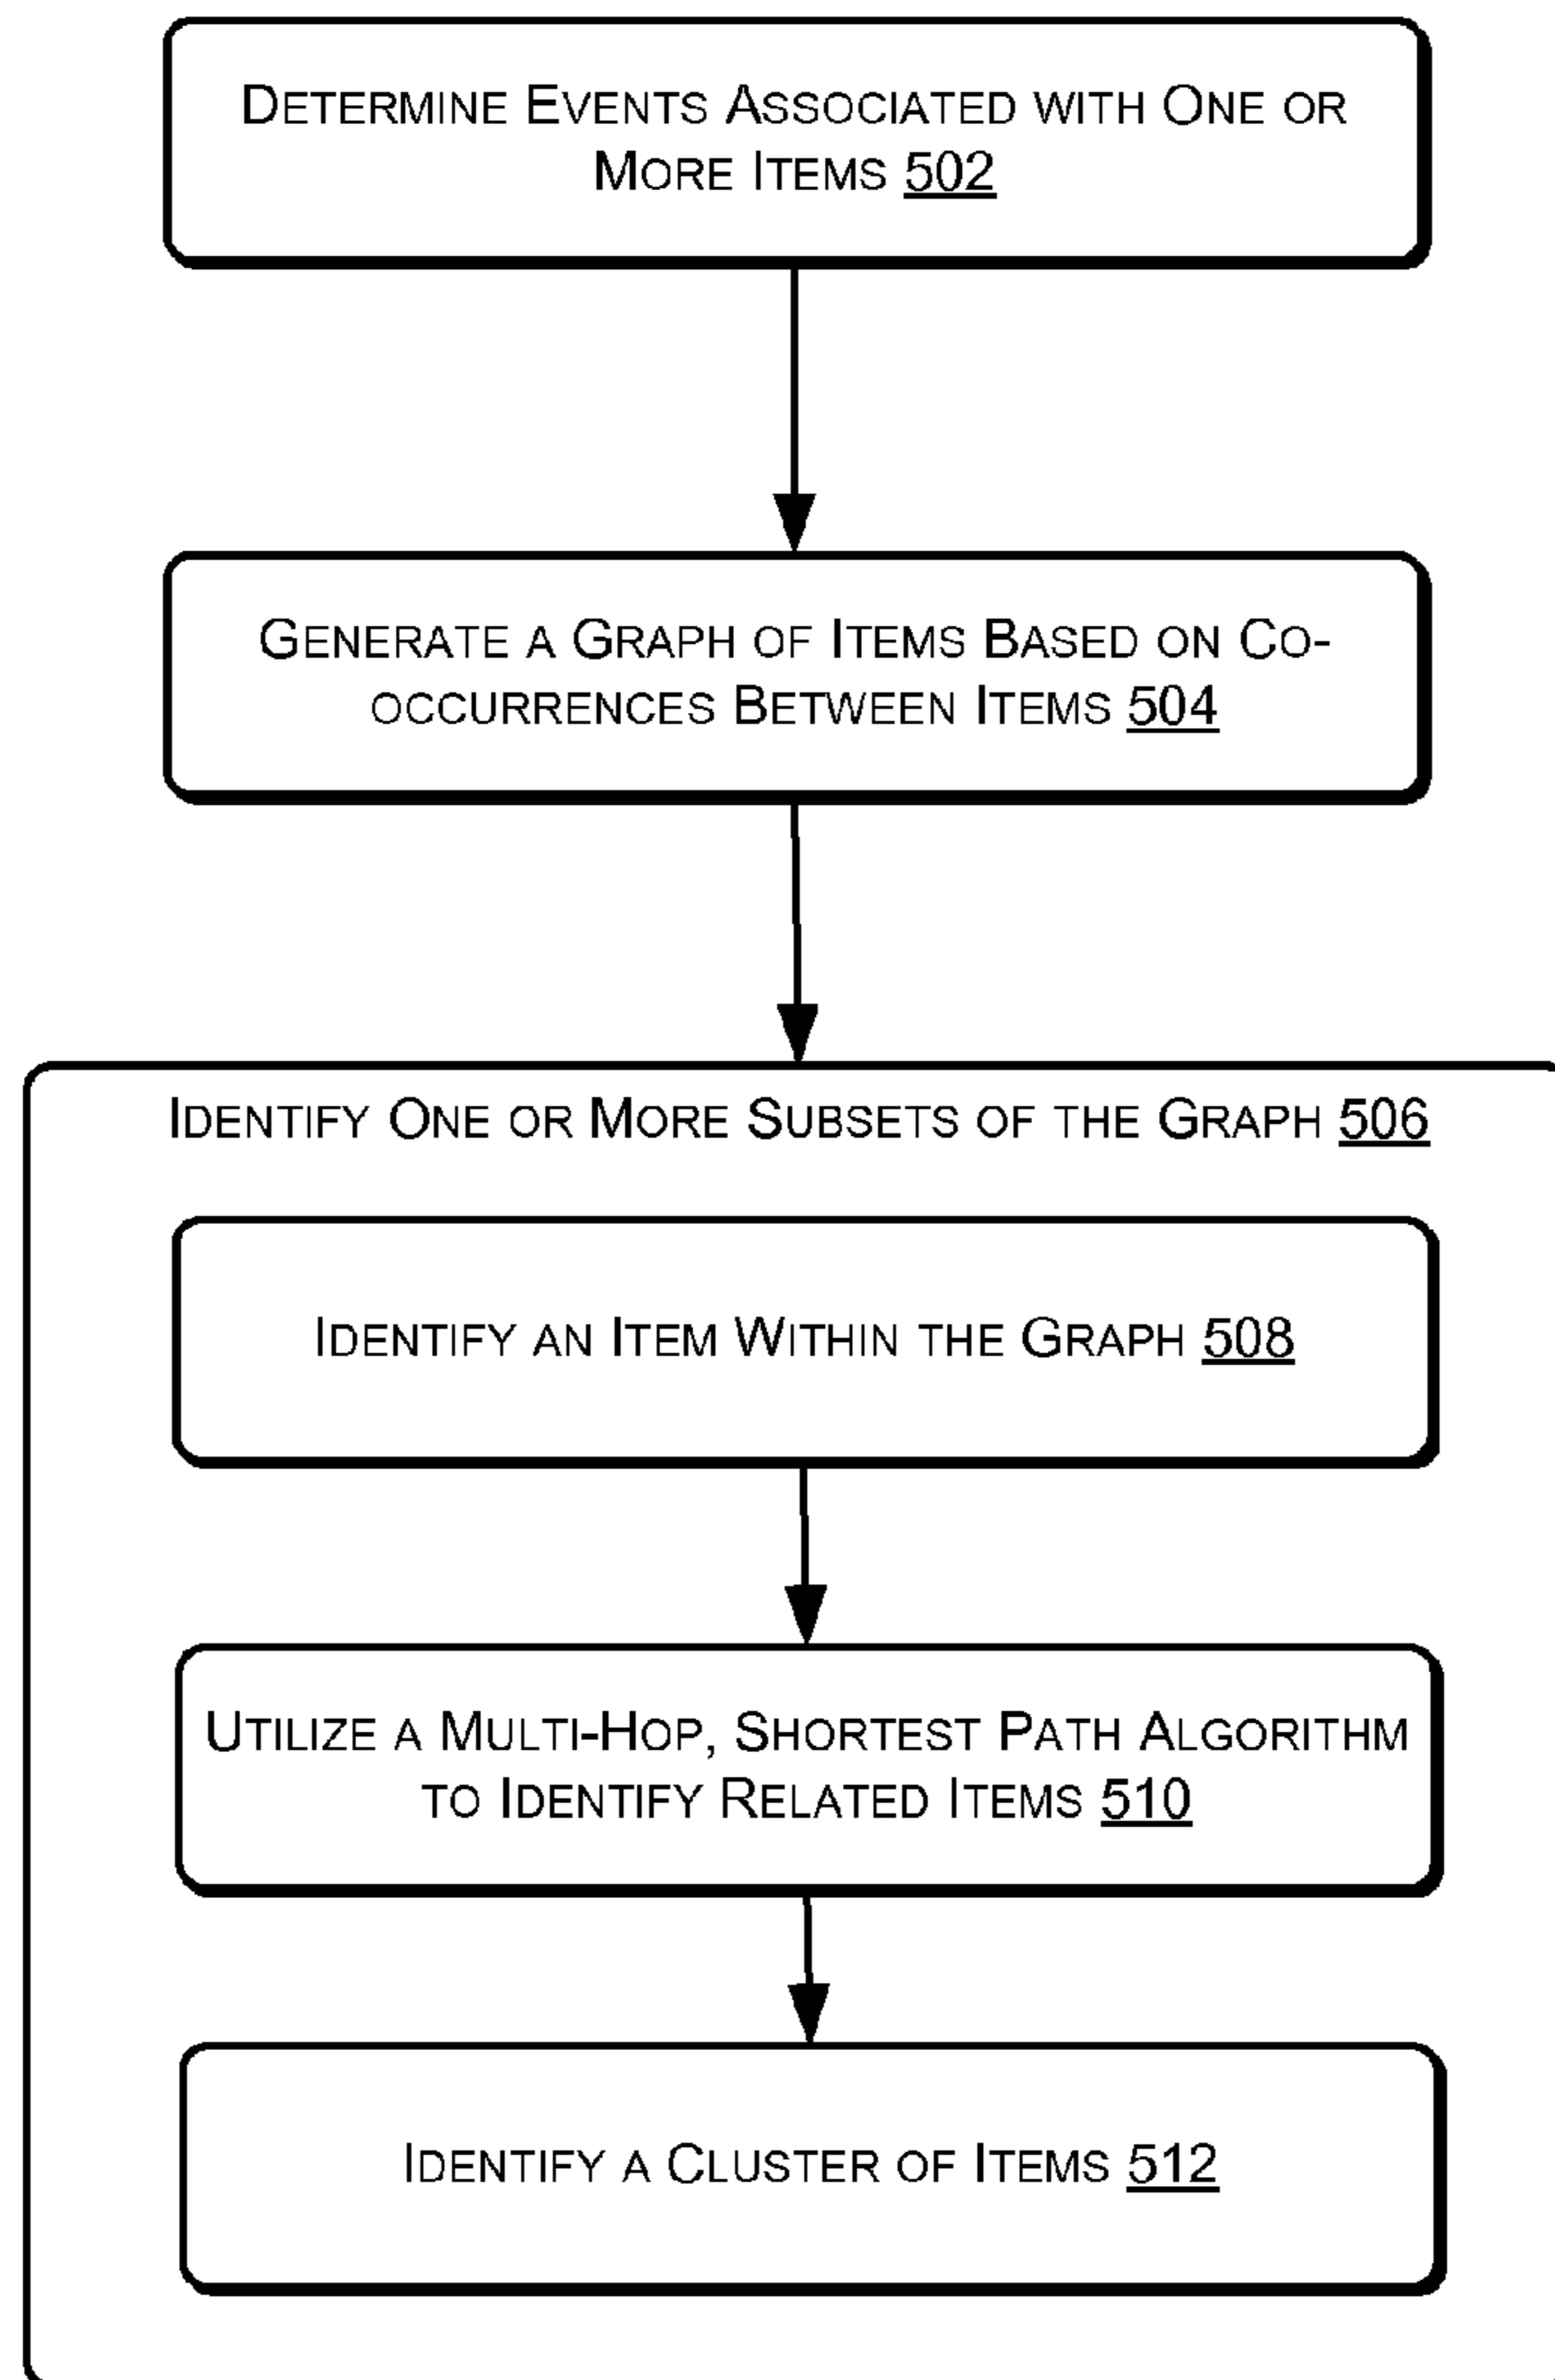 DETERMINE EVENTS ASSOCIATED WITH ONE OR
MORE ITEMS 502
GENERATE A GRAPH OF ITEMS BASED ON CO-
OCCURRENCES BETWEEN ITEMS 504
IDENTIFY ONE OR MORE SUBSETS OF THE GRAPH 506
IDENTIFY AN ITEM WITHIN THE GRAPH 508
UTILIZE A MULTI-HOP, SHORTEST PATH ALGORITHM
TO IDENTIFY RELATED ITEMS 510
IDENTIFY A CLUSTER OF ITEMS 512